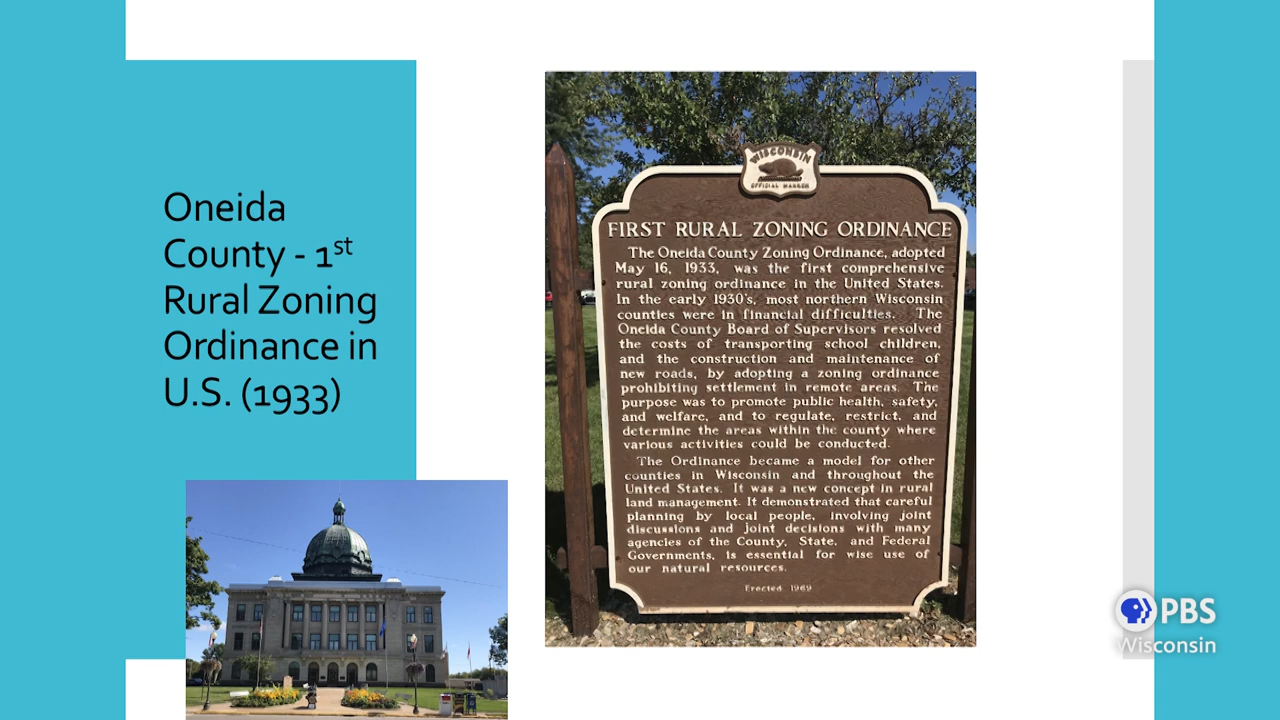 Oneida
County - 1st
Rural Zoning
Ordinance in
U.S. (1933)
WISCONSIN
OFFICIAL MARKER
FIRST RURAL ZONING ORDINANCE
The Oneida County Zoning Ordinance, adopted
May 16, 1933, was the first comprehensive
rural zoning ordinance in the United States.
In the early 1930's, most northern Wisconsin
counties were in financial difficulties. The
Oneida County Board of Supervisors resolved
the costs of transporting school children,
and the construction and maintenance of
new roads, by adopting a zoning ordinance
prohibiting settlement in remote areas. The
purpose was to promote public health, safety,
and welfare, and to regulate, restrict, and
determine the areas within the county where
various activities could be conducted.
The Ordinance became a model for other
counties in Wisconsin and throughout the
United States. It was a new concept in rural
land management. It demonstrated that careful
planning by local people, involving joint
discussions and joint decisions with many
agencies of the County, State, and Federal
Governments, is essential for wise use of
our natural resources.
Erected 1969
PBS
Wisconsin